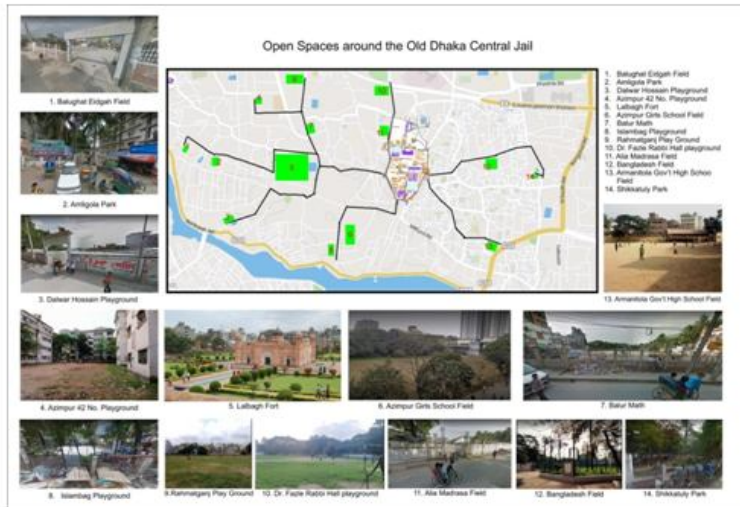 Open Spaces around the Old Dhaka Central Jail
1. Balughat Eidgah Field
2. Amligola Park
3. Dalwar Hossain Playground
4. Azimpur 42 No. Playground
5. Lalbagh Fort
6. Azimpur Girls School Field
7. Balur Math
8. Islambag Playground
9. Rahmatganj Play Ground
10. Dr. Fazle Rabbi Hall playground
11. Alia Madrasa Field
12. Bangladesh Field
13. Armanitola Gov't High Schoo
Field
14. Shikkatuly Park
1. Balughat Eidgah Field
2. Amligola Park
3. Dalwar Hossain Playground
13. Armanitola Gov't High School Field
4. Azimpur 42 No. Playground
5. Lalbagh Fort
6. Azimpur Girls School Field
7. Balur Math
8. Islambag Playground
9.Rahmatganj Play Ground
10. Dr. Fazle Rabbi Hall playground
11. Alia Madrasa Field
12. Bangladesh Field
14. Shikkatuly Park